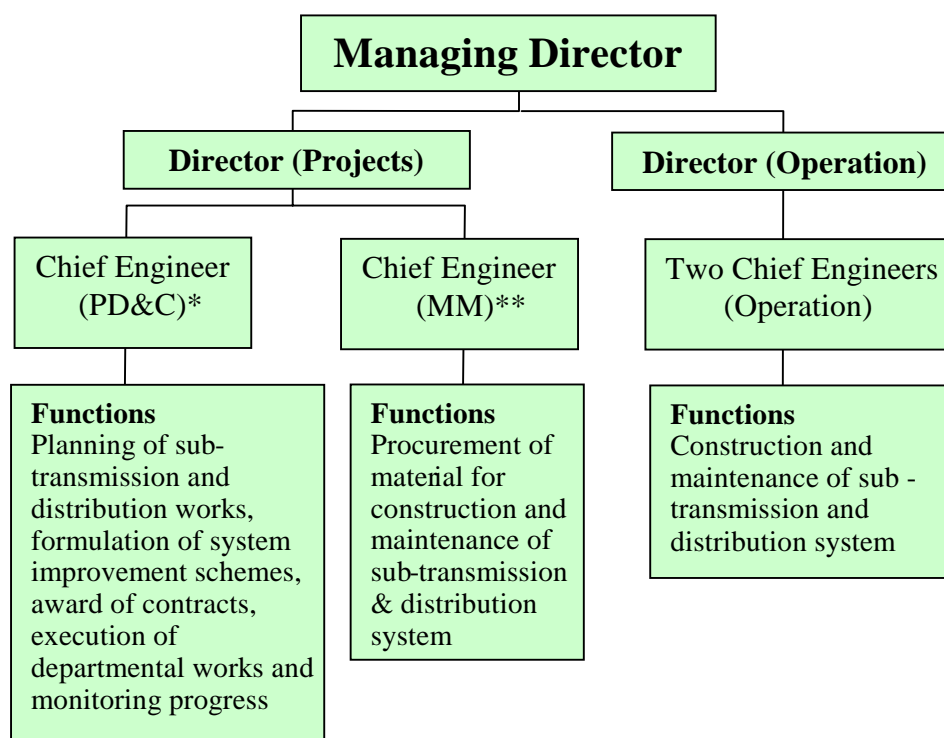 Managing Director
Director (Projects)
Director (Operation)
Chief Engineer
(PD&C)*
Chief Engineer
(MM)**
Two Chief Engineers
(Operation)
Functions
Planning of sub-
transmission and
distribution works,
formulation of system
improvement schemes,
award of contracts,
execution of
departmental works and
monitoring progress
Functions
Procurement of
material for
construction and
maintenance of
sub-transmission
& distribution
system
Functions
Construction and
maintenance of sub -
transmission and
distribution system